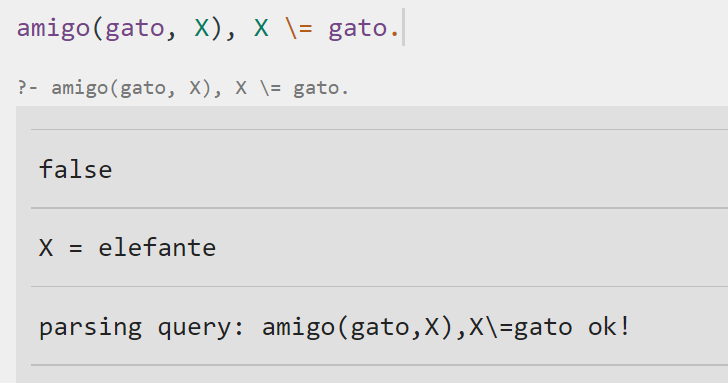 amigo(gato, X), X \= gato.
?- amigo(gato, X), X \= gato.
false
X = elefante
parsing query: amigo(gato,X),X\=gato ok!